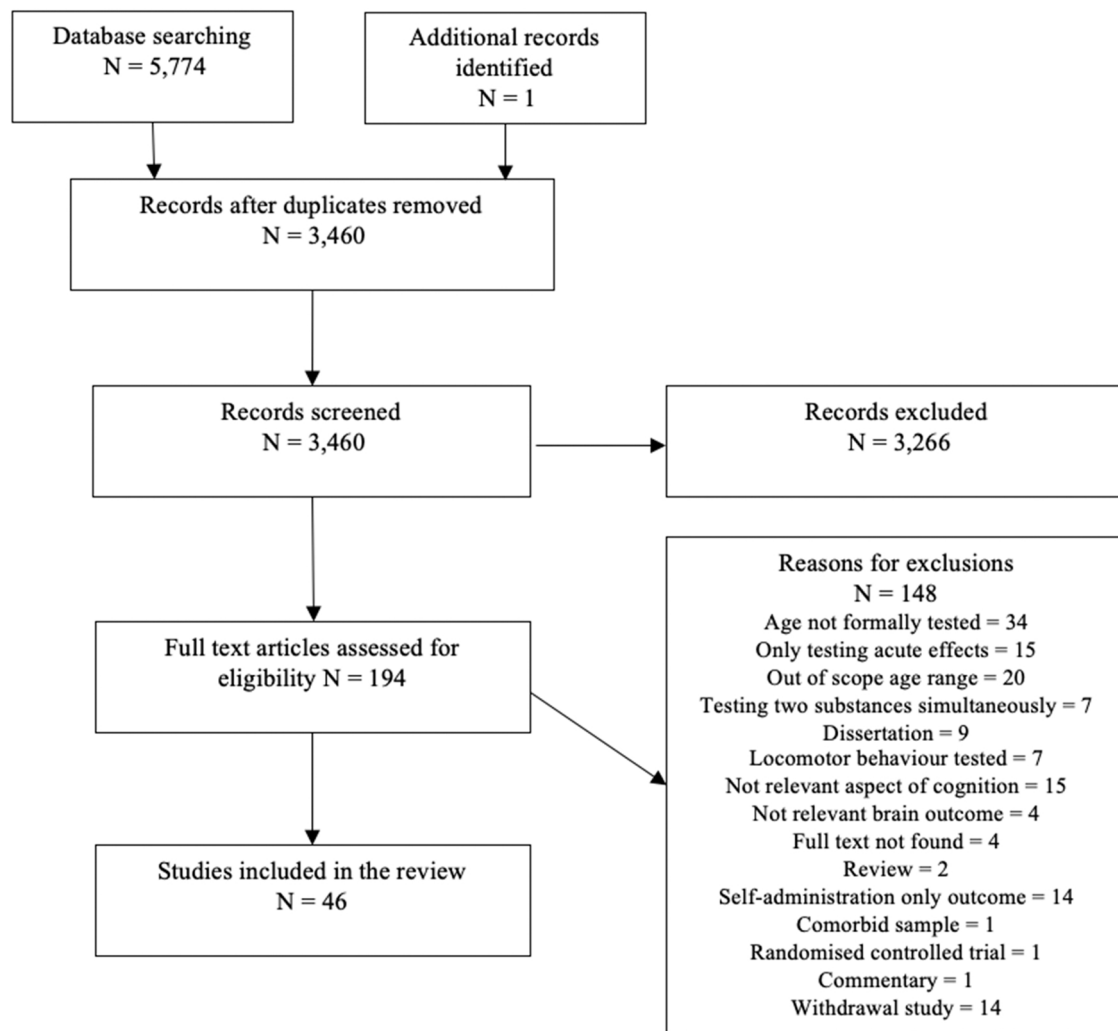 Database searching
N = 5,774
Additional records
identified
N = 1
Records after duplicates removed
N = 3,460
Records screened
N = 3,460
Records excluded
N = 3,266
Full text articles assessed for
eligibility N = 194
Reasons for exclusions
N = 148
Age not formally tested = 34
Only testing acute effects = 15
Out of scope age range = 20
Testing two substances simultaneously = 7
Dissertation = 9
Locomotor behaviour tested = 7
Not relevant aspect of cognition = 15
Not relevant brain outcome = 4
Full text not found = 4
Review = 2
Self-administration only outcome = 14
Comorbid sample = 1
Randomised controlled trial = 1
Commentary = 1
Withdrawal study = 14
Studies included in the review
N = 46